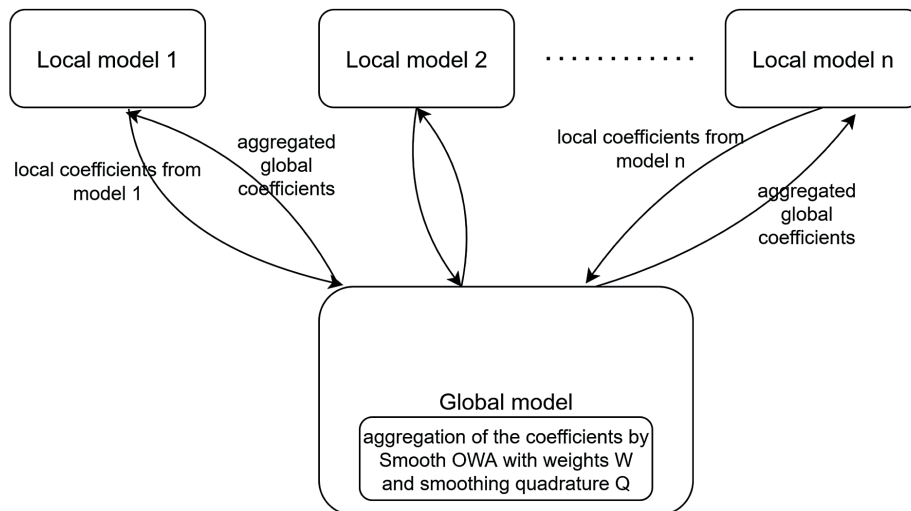 Local model 1
Local model 2
............
Local model n
local coefficients from
model 1
aggregated
global
coefficients
local coefficients from
model n
aggregated
global
coefficients
Global model
aggregation of the coefficients by
Smooth OWA with weights W
and smoothing quadrature Q